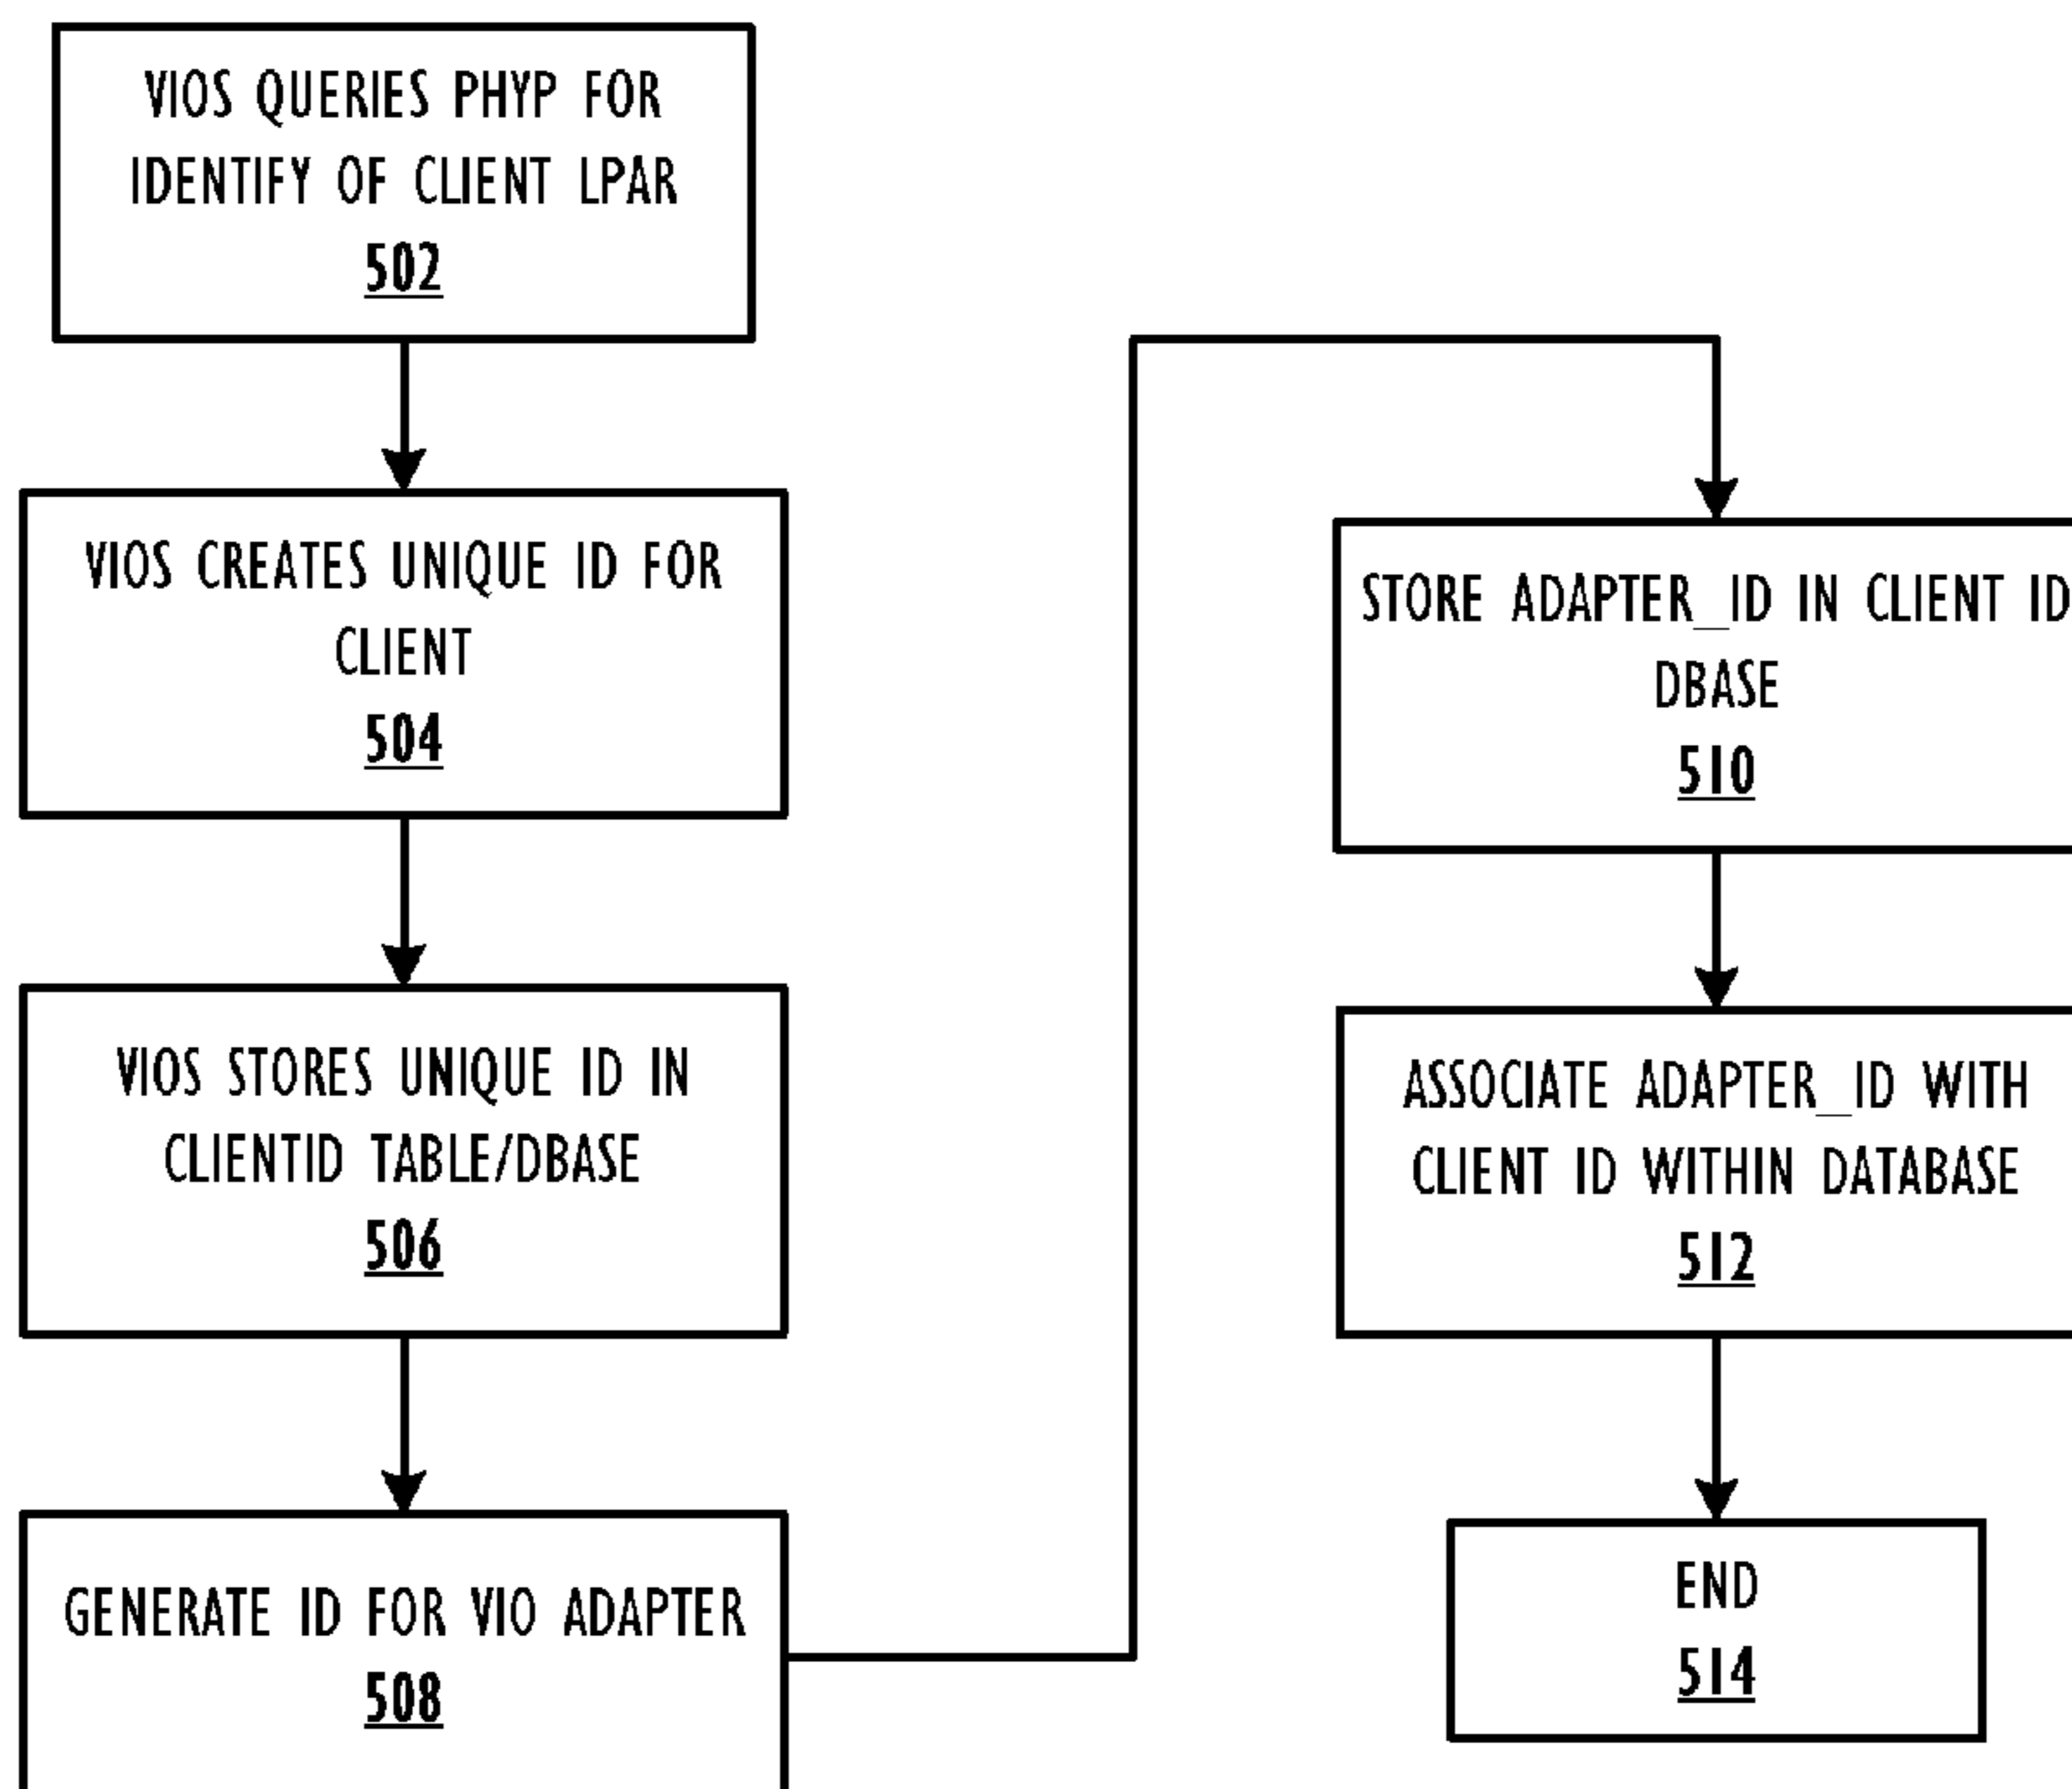 VIOS QUERIES PHYP FOR
IDENTIFY OF CLIENT LPAR
502
VIOS CREATES UNIQUE ID FOR
CLIENT
504
VIOS STORES UNIQUE ID IN
CLIENTID TABLE/DBASE
506
GENERATE ID FOR VIO ADAPTER
508
STORE ADAPTER_ID IN CLIENT ID
DBASE
510
ASSOCIATE ADAPTER_ID WITH
CLIENT ID WITHIN DATABASE
512
END
514